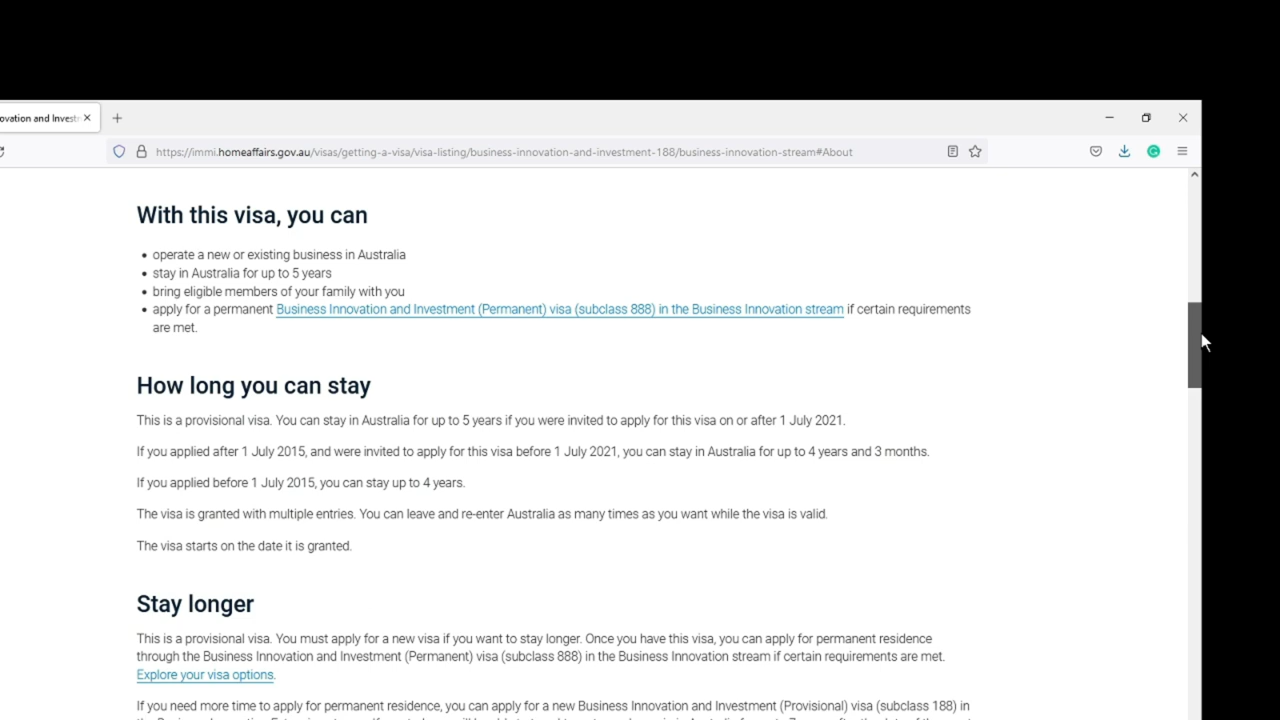 ovation and Invest
https://immi.homeaffairs.gov.au/visas/getting-a-visa/visa-listing/business-innovation-and-investment-188/business-innovation-stream#About
With this visa, you can
• operate a new or existing business in Australia
• stay in Australia for up to 5 years
• bring eligible members of your family with you
• apply for a permanent Business Innovation and Investment (Permanent) visa (subclass 888) in the Business Innovation stream if certain requirements
are met.
How long you can stay
This is a provisional visa. You can stay in Australia for up to 5 years if you were invited to apply for this visa on or after 1 July 2021.
If you applied after 1 July 2015, and were invited to apply for this visa before 1 July 2021, you can stay in Australia for up to 4 years and 3 months.
If you applied before 1 July 2015, you can stay up to 4 years.
The visa is granted with multiple entries. You can leave and re-enter Australia as many times as you want while the visa is valid.
The visa starts on the date it is granted.
Stay longer
This is a provisional visa. You must apply for a new visa if you want to stay longer. Once you have this visa, you can apply for permanent residence
through the Business Innovation and Investment (Permanent) visa (subclass 888) in the Business Innovation stream if certain requirements are met.
Explore your visa options.
If you need more time to apply for permanent residence, you can apply for a new Business Innovation and Investment (Provisional) visa (subclass 188) in